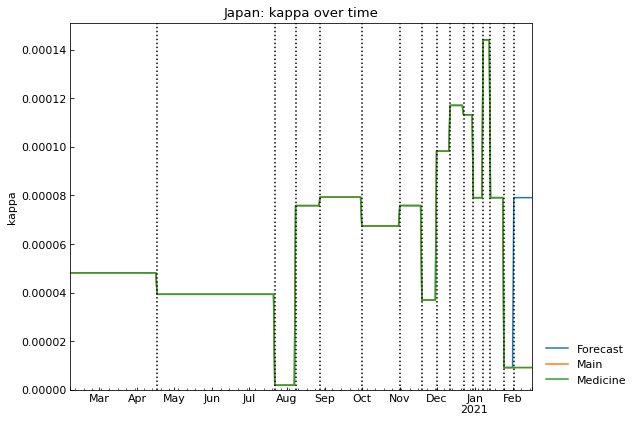 Japan: kappa over time
kappa
0.00014
0.00012
0.00010
0.00008
0.00006
0.00004
0.00002
0.00000
Mar Apr May Jun Jul Aug Sep Oct Nov Dec Jan Feb
2021
Forecast
Main
Medicine